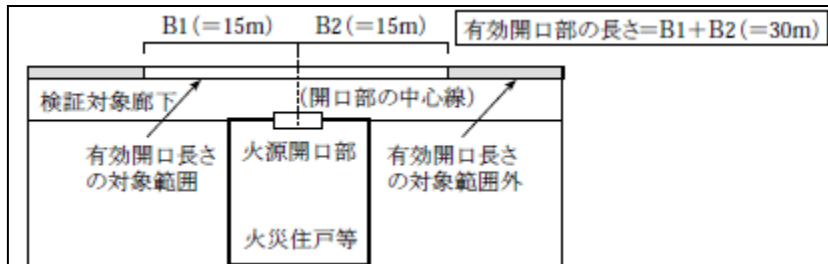 B1(=15m) B2(=15m) 有効開口部の長さ=B1+B2(=30m)
検証対象廊下 (開口部の中心線)
有効開口長さ
の対象範囲
火源開口部
有効開口長さ
の対象範囲外
火災住戸等